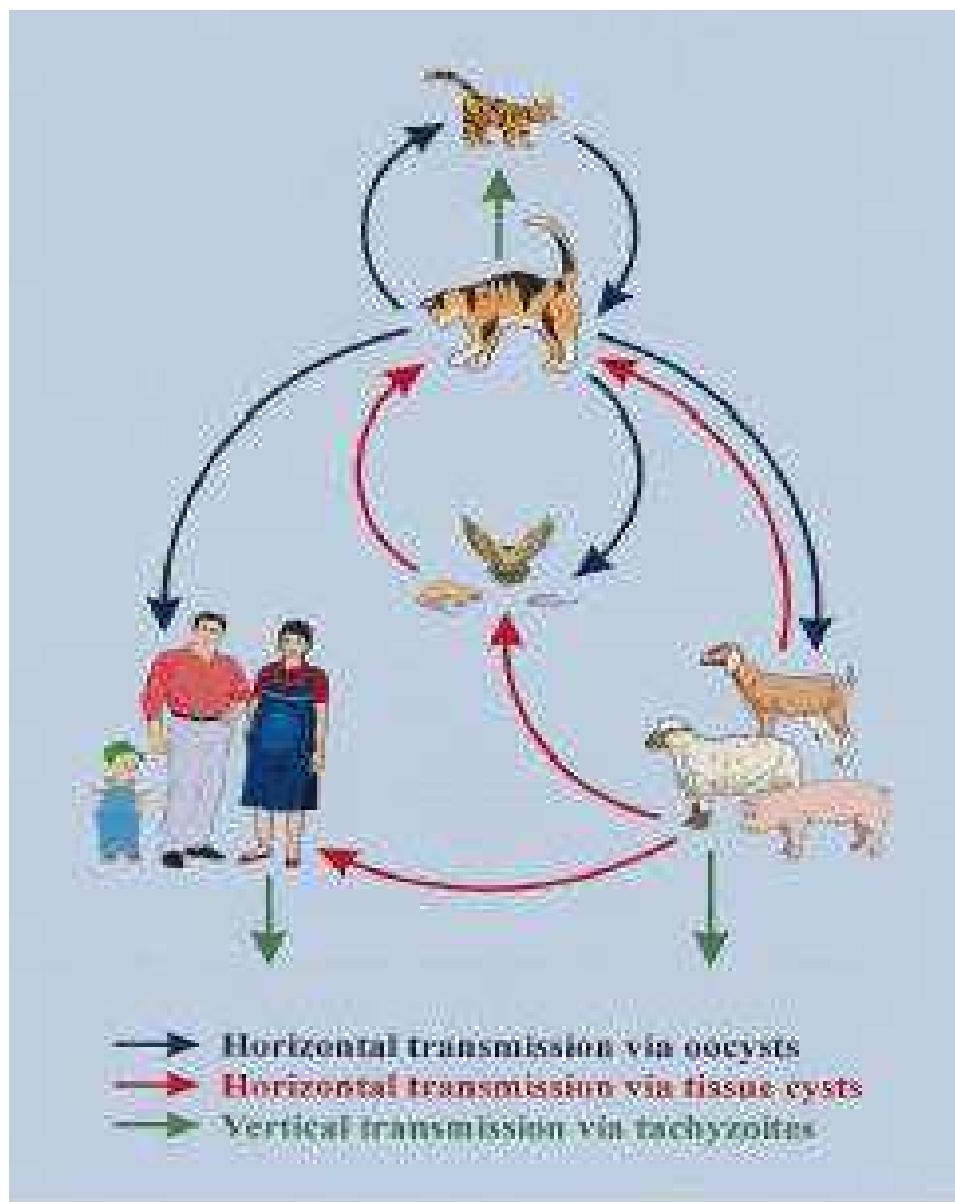 Horizontal transmission via oocysts
Horizontal transmission via tissue cysts
Vertical transmission via tachyzoites